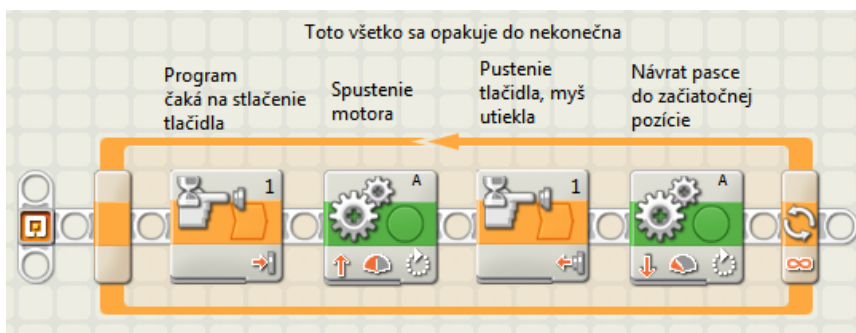 Toto všetko sa opakuje do nekonečna
Program
čaká na stlačenie
tlačidla
Spustenie
motora
Pustenie
tlačidla, myš
utiekla
Návrat pasce
do začiatočnej
pozície
1
A
1
A